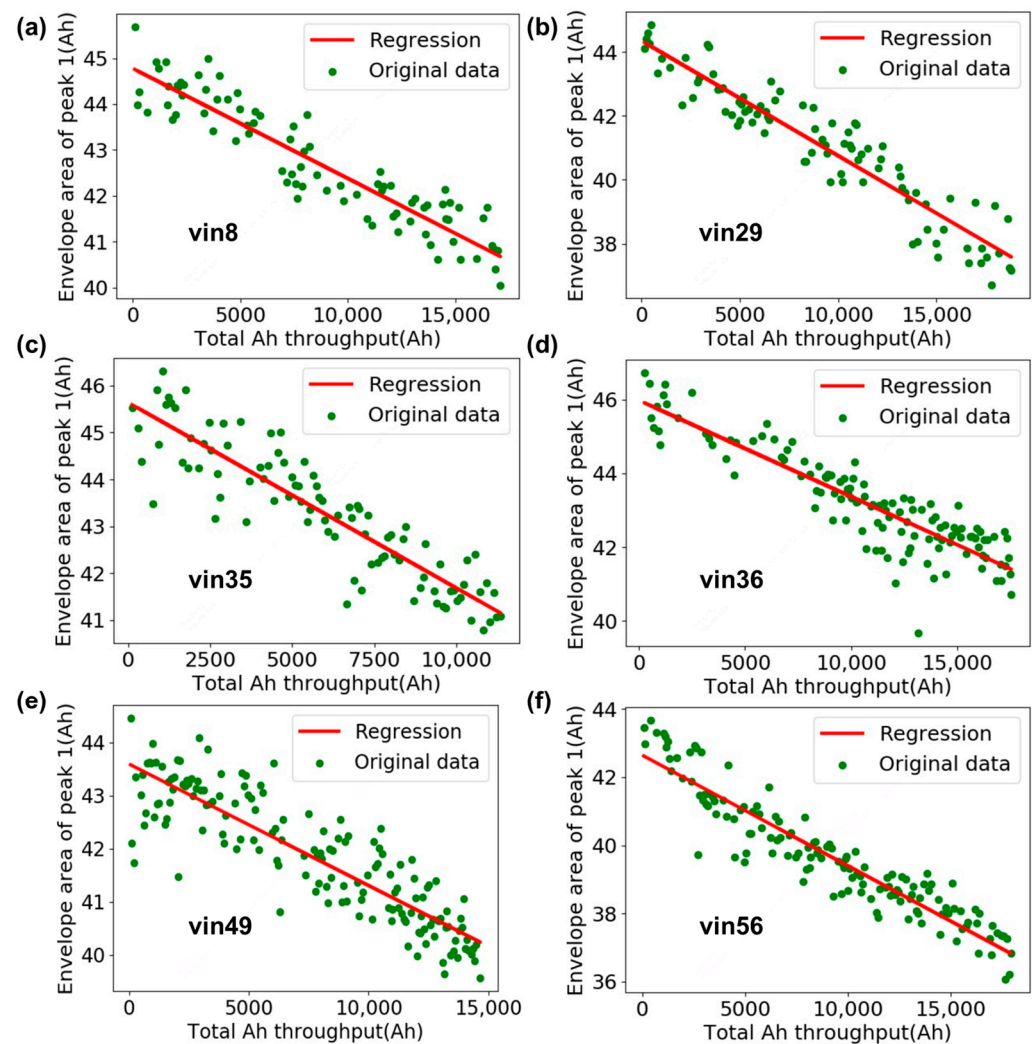 (a)
Envelope area of peak 1(Ah)
45
44
43
42
41
40
Regression
Original data
vin8
0 5000 10,000 15,000
Total Ah throughput(Ah)
(b)
Envelope area of peak 1(Ah)
44
42
40
38
Regression
Original data
vin29
0 5000 10,000 15,000
Total Ah throughput(Ah)
(c)
Envelope area of peak 1(Ah)
46
45
44
43
42
41
Regression
Original data
vin35
0 2500 5000 7500 10,000
Total Ah throughput(Ah)
(d)
Envelope area of peak 1(Ah)
46
44
42
40
Regression
Original data
vin36
0 5000 10,000 15,000
Total Ah throughput(Ah)
(e)
Envelope area of peak 1(Ah)
44
43
42
41
40
Regression
Original data
vin49
0 5000 10,000 15,000
Total Ah throughput(Ah)
(f)
Envelope area of peak 1(Ah)
44
42
40
38
36
Regression
Original data
vin56
0 5000 10,000 15,000
Total Ah throughput(Ah)